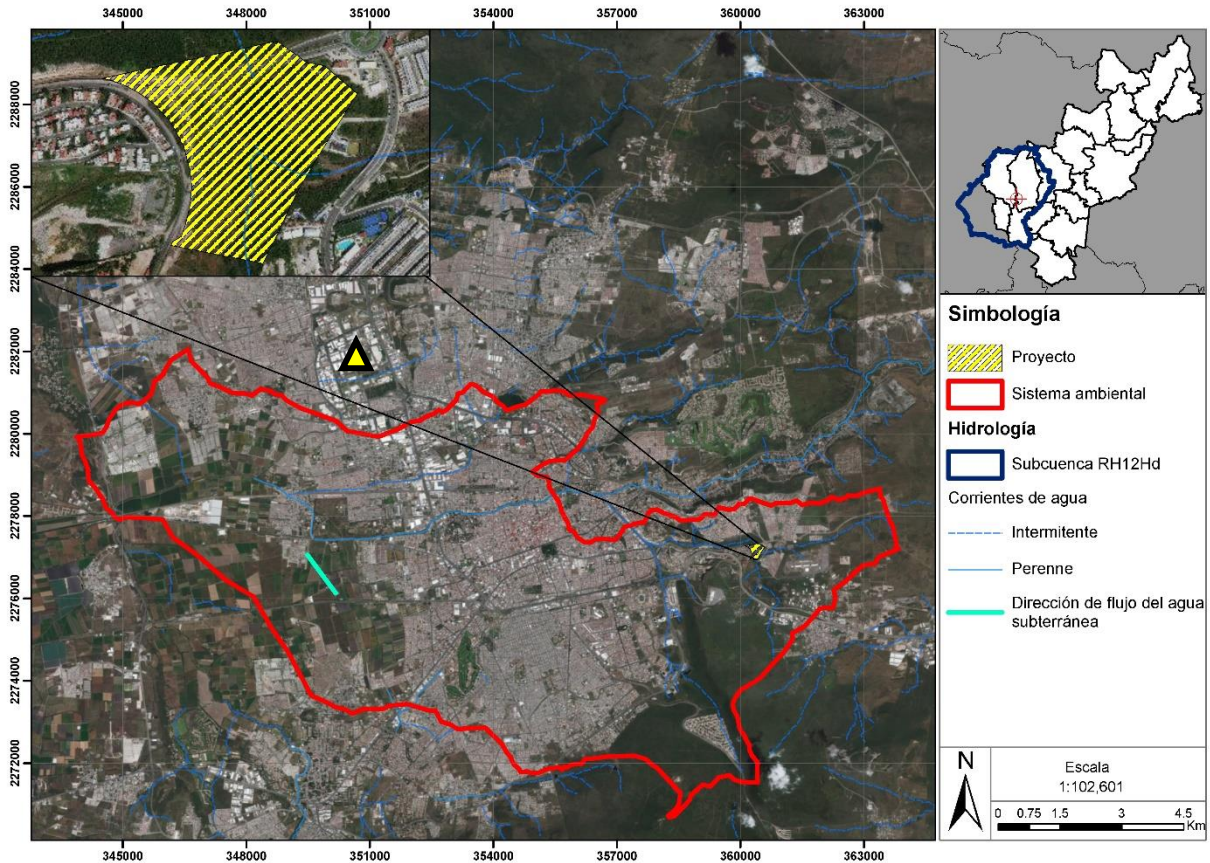 345000 348000 351000 354000 357000 360000 363000
2288000
2286000
2284000
2282000
2280000
2278000
2276000
2274000
2272000
Simbología
Proyecto
Sistema ambiental
Hidrología
Subcuenca RH12Hd
Corrientes de agua
Intermitente
Perenne
Dirección de flujo del agua
subterránea
N
Escala
1:102,601
0 0.75 1.5 3 4.5
Km
345000 348000 351000 354000 357000 360000 363000